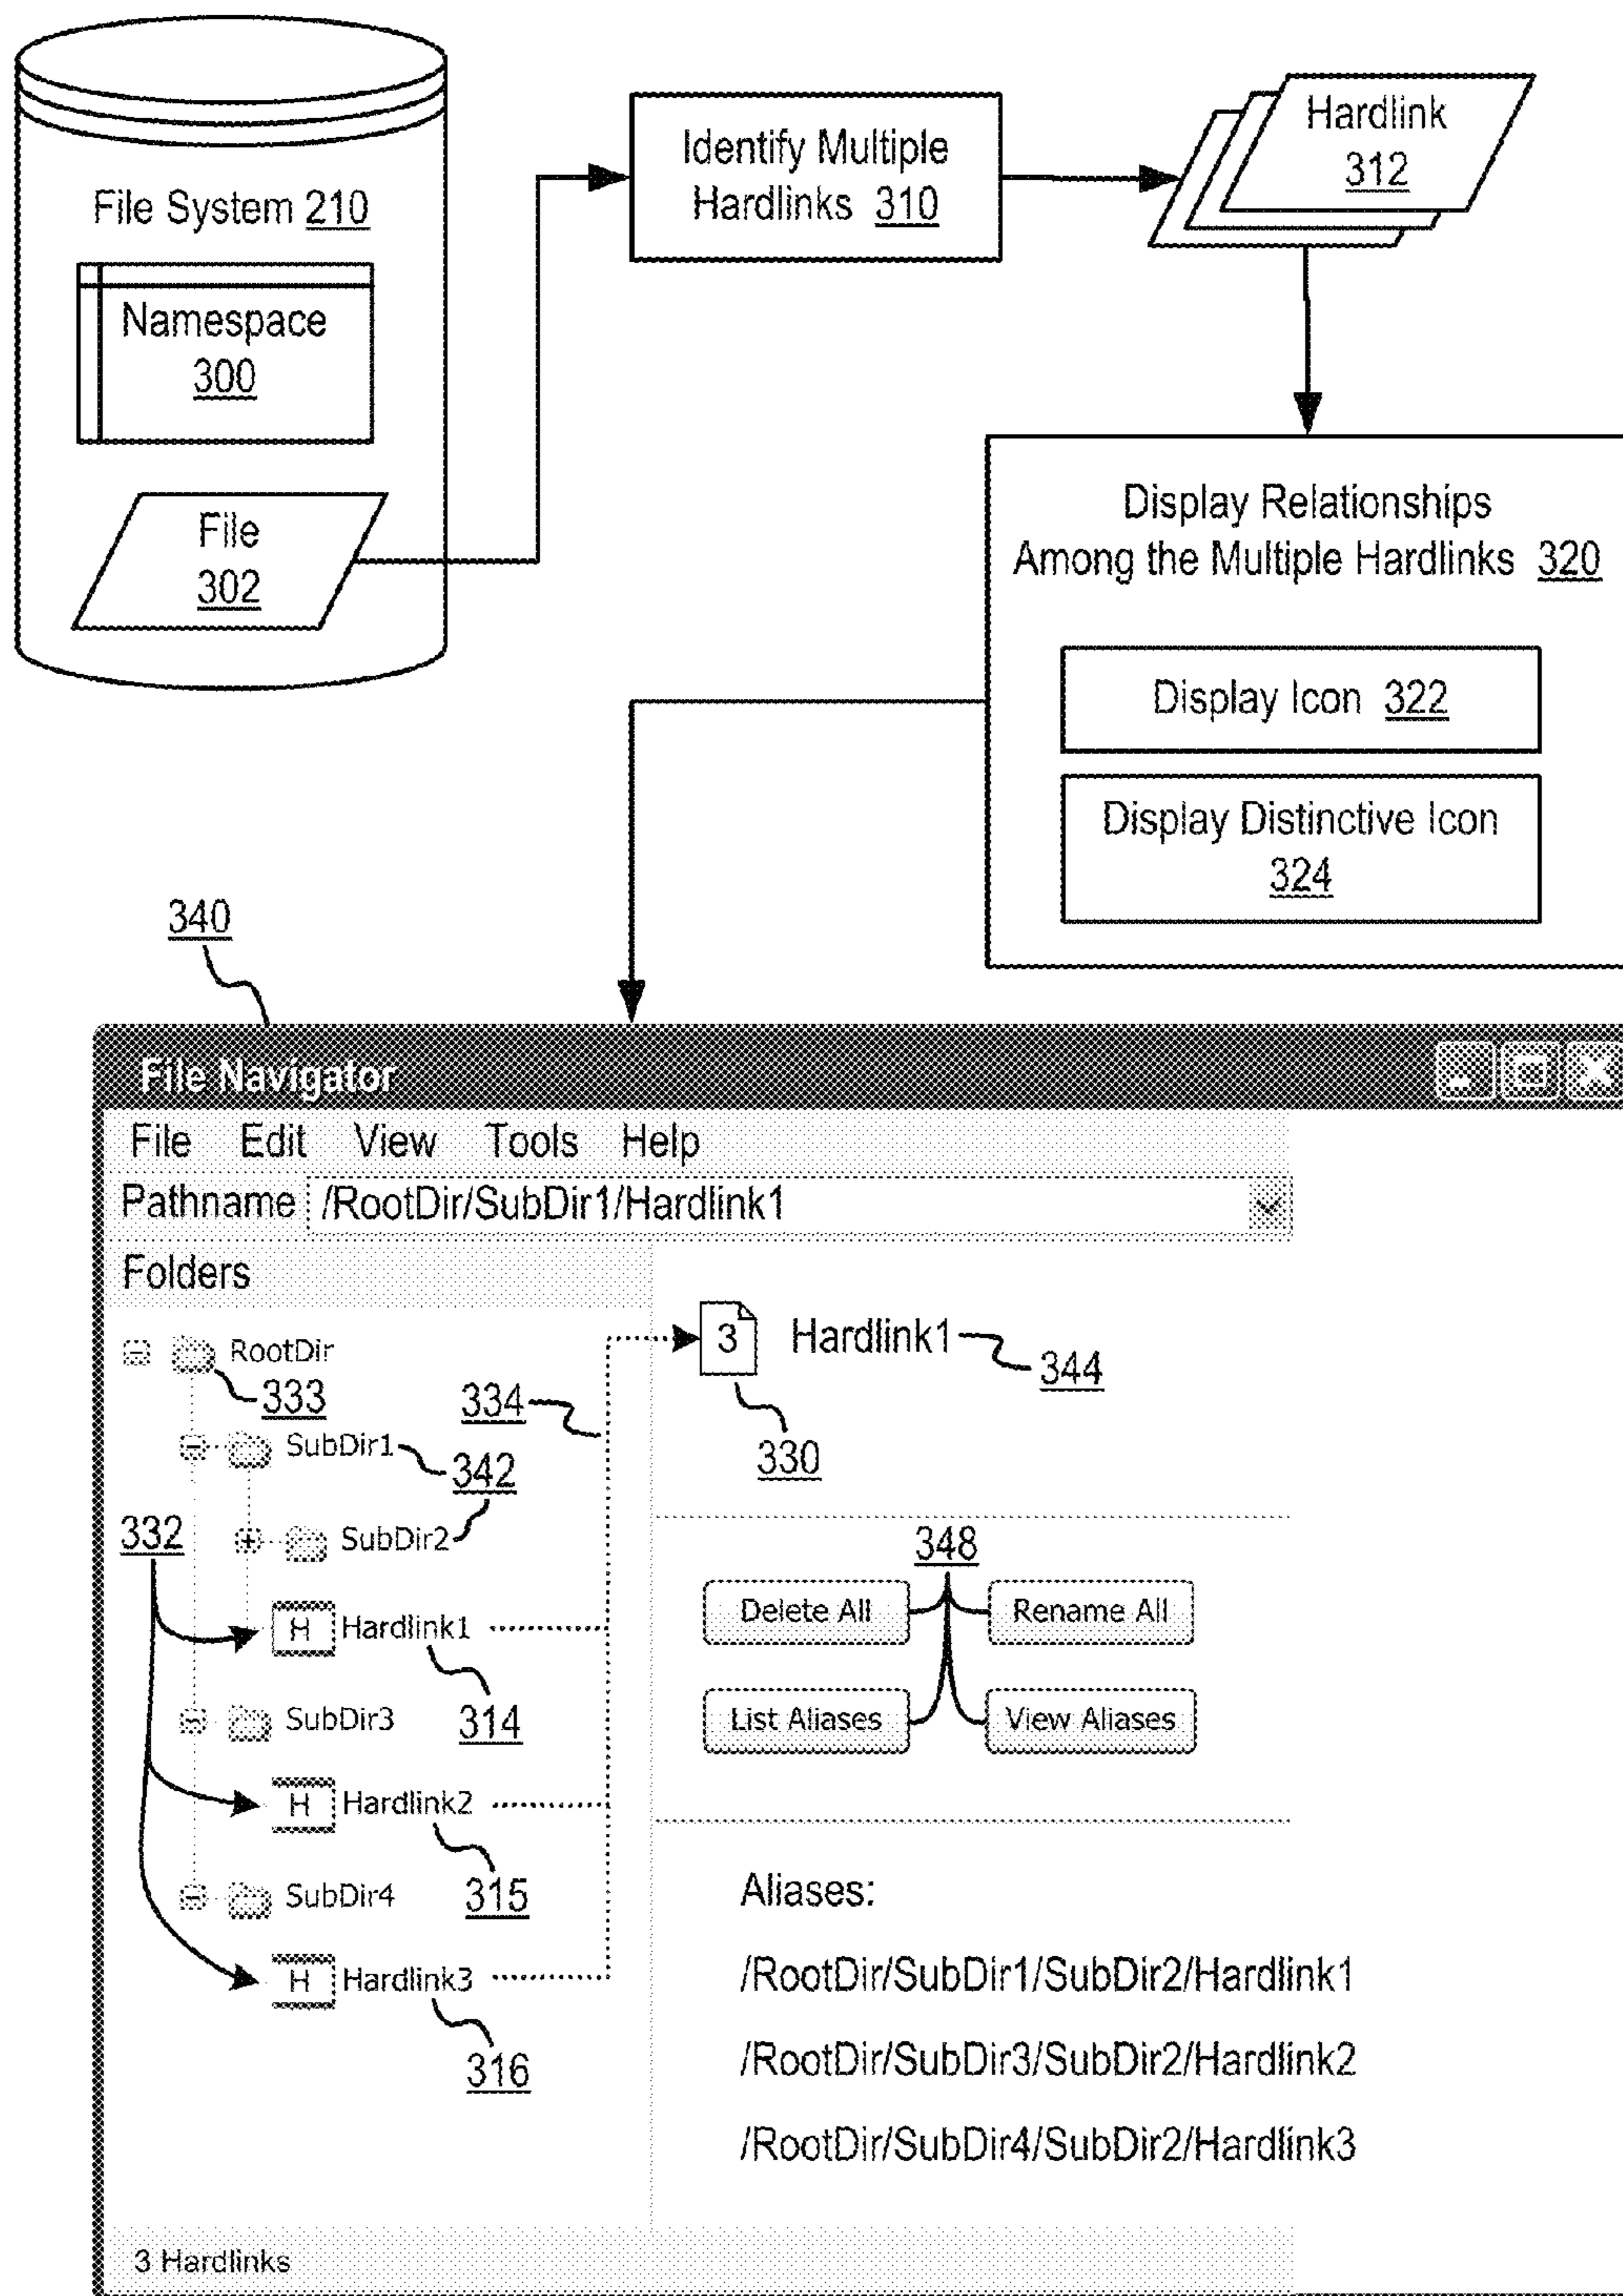 File System 210
Namespace
300
File
302
Identify Multiple
Hardlinks 310
Hardlink
312
Display Relationships
Among the Multiple Hardlinks 320
Display Icon 322
Display Distinctive Icon
324
340
File Navigator
File Edit View Tools Help
Pathname /RootDir/SubDir1/Hardlink1
Folders
RootDir
333
SubDir1
342
SubDir2
332
H Hardlink1
314
SubDir3
H Hardlink2
315
SubDir4
H Hardlink3
316
334
3 Hardlink1
344
330
348
Delete All Rename All
List Aliases View Aliases
Aliases:
/RootDir/SubDir1/SubDir2/Hardlink1
/RootDir/SubDir3/SubDir2/Hardlink2
/RootDir/SubDir4/SubDir2/Hardlink3
3 Hardlinks